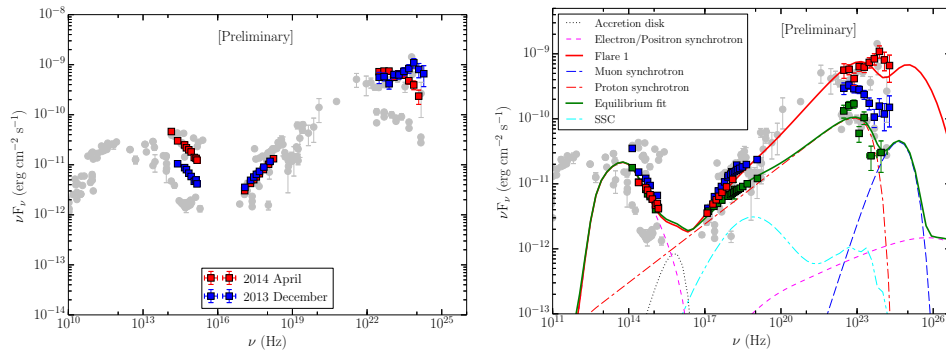 [Preliminary]
10^-8
10^-9
10^-10
10^-11
10^-12
10^-13
10^-14
νF_ν (erg cm^-2 s^-1)
2014 April
2013 December
10^10
10^13
10^16
10^19
10^22
10^25
ν (Hz)
[Preliminary]
Accretion disk
Electron/Positron synchrotron
Flare 1
Muon synchrotron
Proton synchrotron
Equilibrium fit
SSC
10^-9
10^-10
10^-11
10^-12
10^-13
νF_ν (erg cm^-2 s^-1)
10^11
10^14
10^17
10^20
10^23
10^26
ν (Hz)